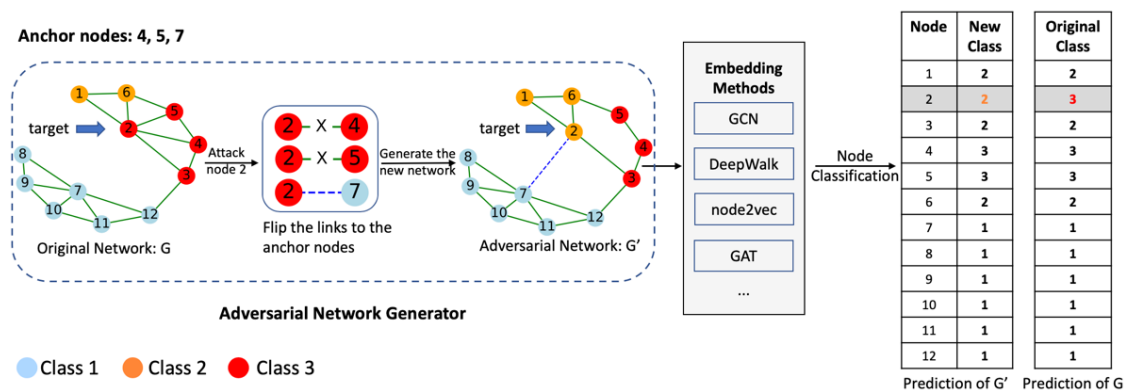 Anchor nodes: 4, 5, 7
1
6
5
target
2
4
3
8
9
7
10
11
12
Original Network: G
Attack
node 2
2 X 4
2 X 5
2 7
Flip the links to the
anchor nodes
Generate the
new network
1
6
5
target
2
4
3
8
9
7
10
11
12
Adversarial Network: G’
Adversarial Network Generator
Class 1
Class 2
Class 3
Embedding
Methods
GCN
DeepWalk
node2vec
GAT
...
Node
Classification
Node New Class Original Class
1 2 2
2 2 3
3 2 2
4 3 3
5 3 3
6 2 2
7 1 1
8 1 1
9 1 1
10 1 1
11 1 1
12 1 1
Prediction of G’ Prediction of G